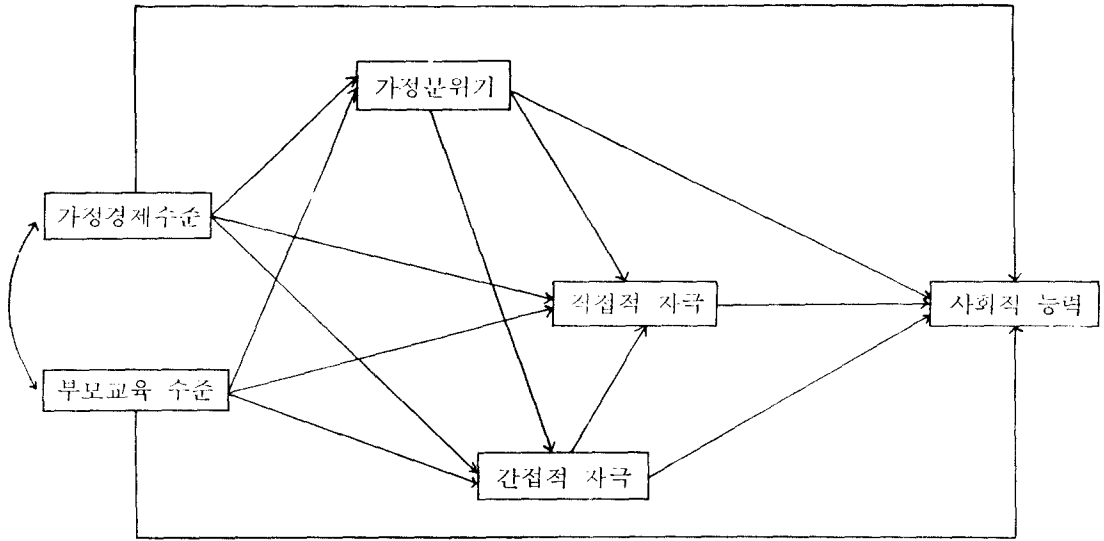 가정분위기
가정경제수준
직접적 자극
사회적 능력
부모교육 수준
간접적 자극